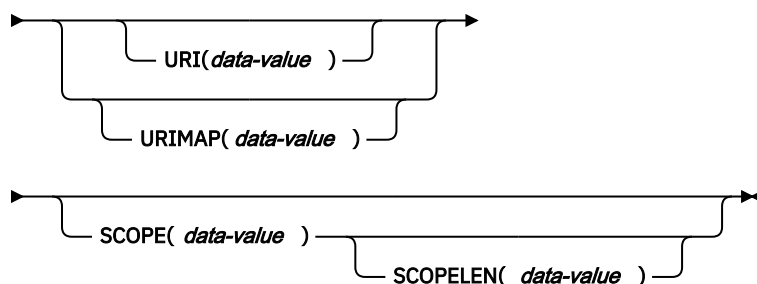 URI(data-value )
URIMAP( data-value )
SCOPE( data-value )
SCOPELEN( data-value )